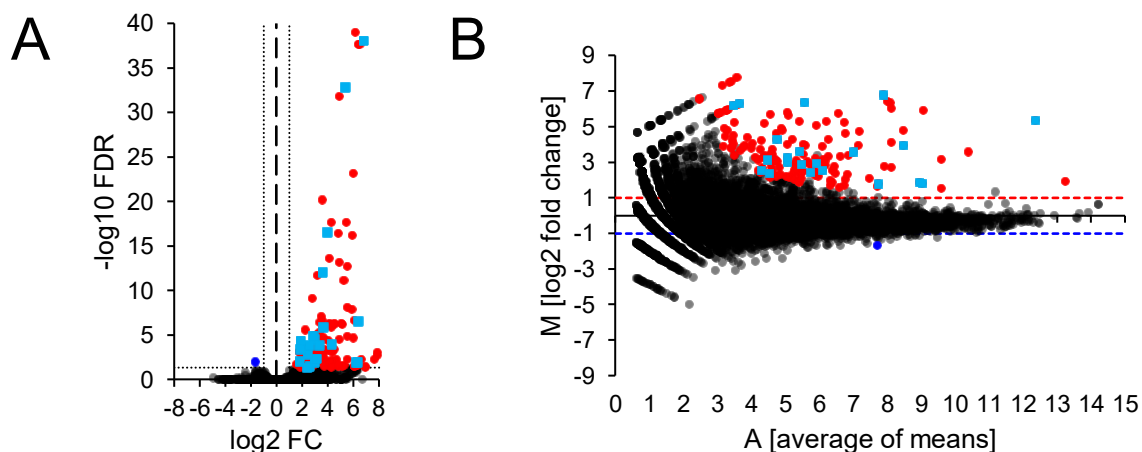 A
-log10 FDR
40
35
30
25
20
15
10
5
0
-8 -6 -4 -2 0 2 4 6 8
log2 FC
B
M [log2 fold change]
9
7
5
3
1
-1
-3
-5
-7
-9
0 1 2 3 4 5 6 7 8 9 10 11 12 13 14 15
A [average of means]